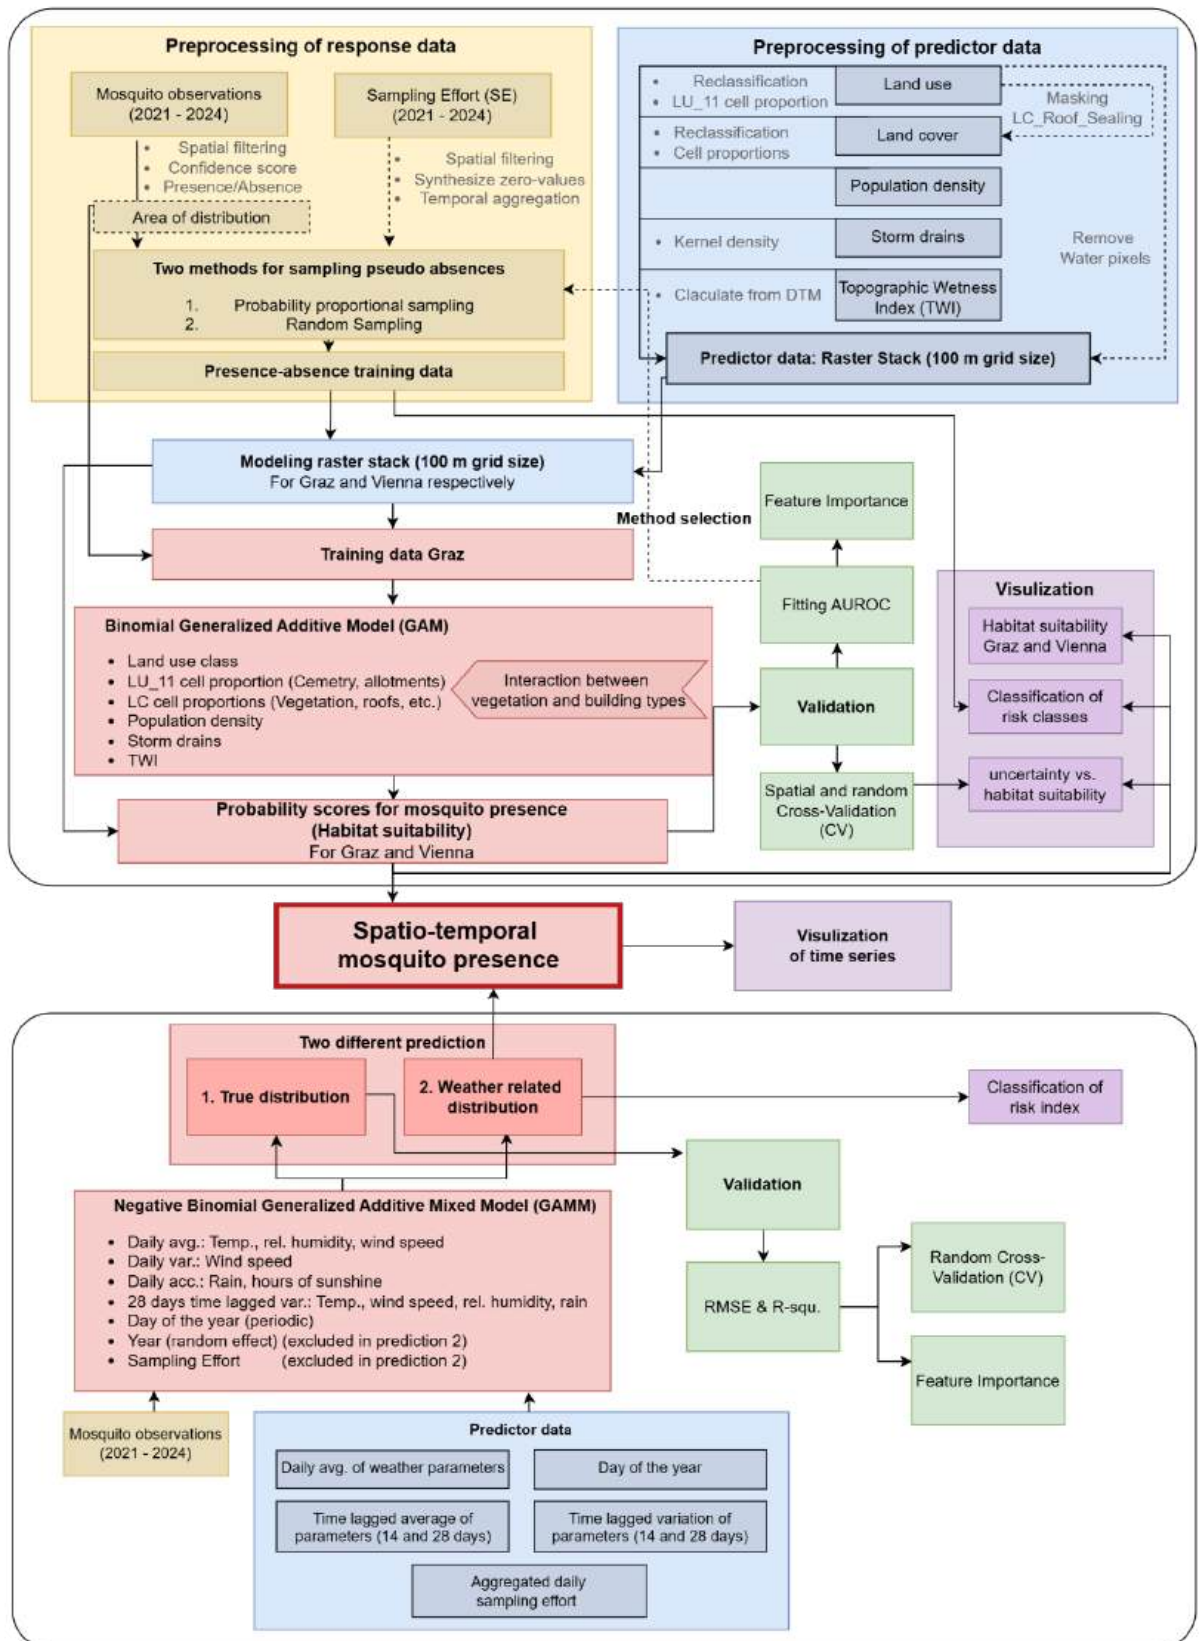 Preprocessing of response data
Mosquito observations
(2021 - 2024)
Sampling Effort (SE)
(2021 - 2024)
• Spatial filtering
• Confidence score
• Presence/Absence
• Spatial filtering
• Synthesize zero-values
• Temporal aggregation
Area of distribution
Two methods for sampling pseudo absences
1. Probability proportional sampling
2. Random Sampling
Presence-absence training data
Preprocessing of predictor data
• Reclassification
• LU_11 cell proportion
Land use
Masking
LC_Roof_Sealing
• Reclassification
• Cell proportions
Land cover
Population density
• Kernel density
Storm drains
Remove
Water pixels
• Claculate from DTM
Topographic Wetness
Index (TWI)
Predictor data: Raster Stack (100 m grid size)
Modeling raster stack (100 m grid size)
For Graz and Vienna respectively
Method selection
Training data Graz
Binomial Generalized Additive Model (GAM)
• Land use class
• LU_11 cell proportion (Cemetry, allotments)
• LC cell proportions (Vegetation, roofs, etc.)
• Population density
• Storm drains
• TWI
Interaction between
vegetation and building types
Probability scores for mosquito presence
(Habitat suitability)
For Graz and Vienna
Feature Importance
Fitting AUROC
Validation
Spatial and random
Cross-Validation
(CV)
Visulization
Habitat suitability
Graz and Vienna
Classification of
risk classes
uncertainty vs.
habitat suitability
Spatio-temporal
mosquito presence
Visulization
of time series
Two different prediction
1. True distribution
2. Weather related
distribution
Classification of
risk index
Validation
RMSE & R-squ.
Random Cross-
Validation (CV)
Feature Importance
Negative Binomial Generalized Additive Mixed Model (GAMM)
• Daily avg.: Temp., rel. humidity, wind speed
• Daily var.: Wind speed
• Daily acc.: Rain, hours of sunshine
• 28 days time lagged var.: Temp., wind speed, rel. humidity, rain
• Day of the year (periodic)
• Year (random effect) (excluded in prediction 2)
• Sampling Effort (excluded in prediction 2)
Mosquito observations
(2021 - 2024)
Predictor data
Daily avg. of weather parameters
Day of the year
Time lagged average of
parameters (14 and 28 days)
Time lagged variation of
parameters (14 and 28 days)
Aggregated daily
sampling effort